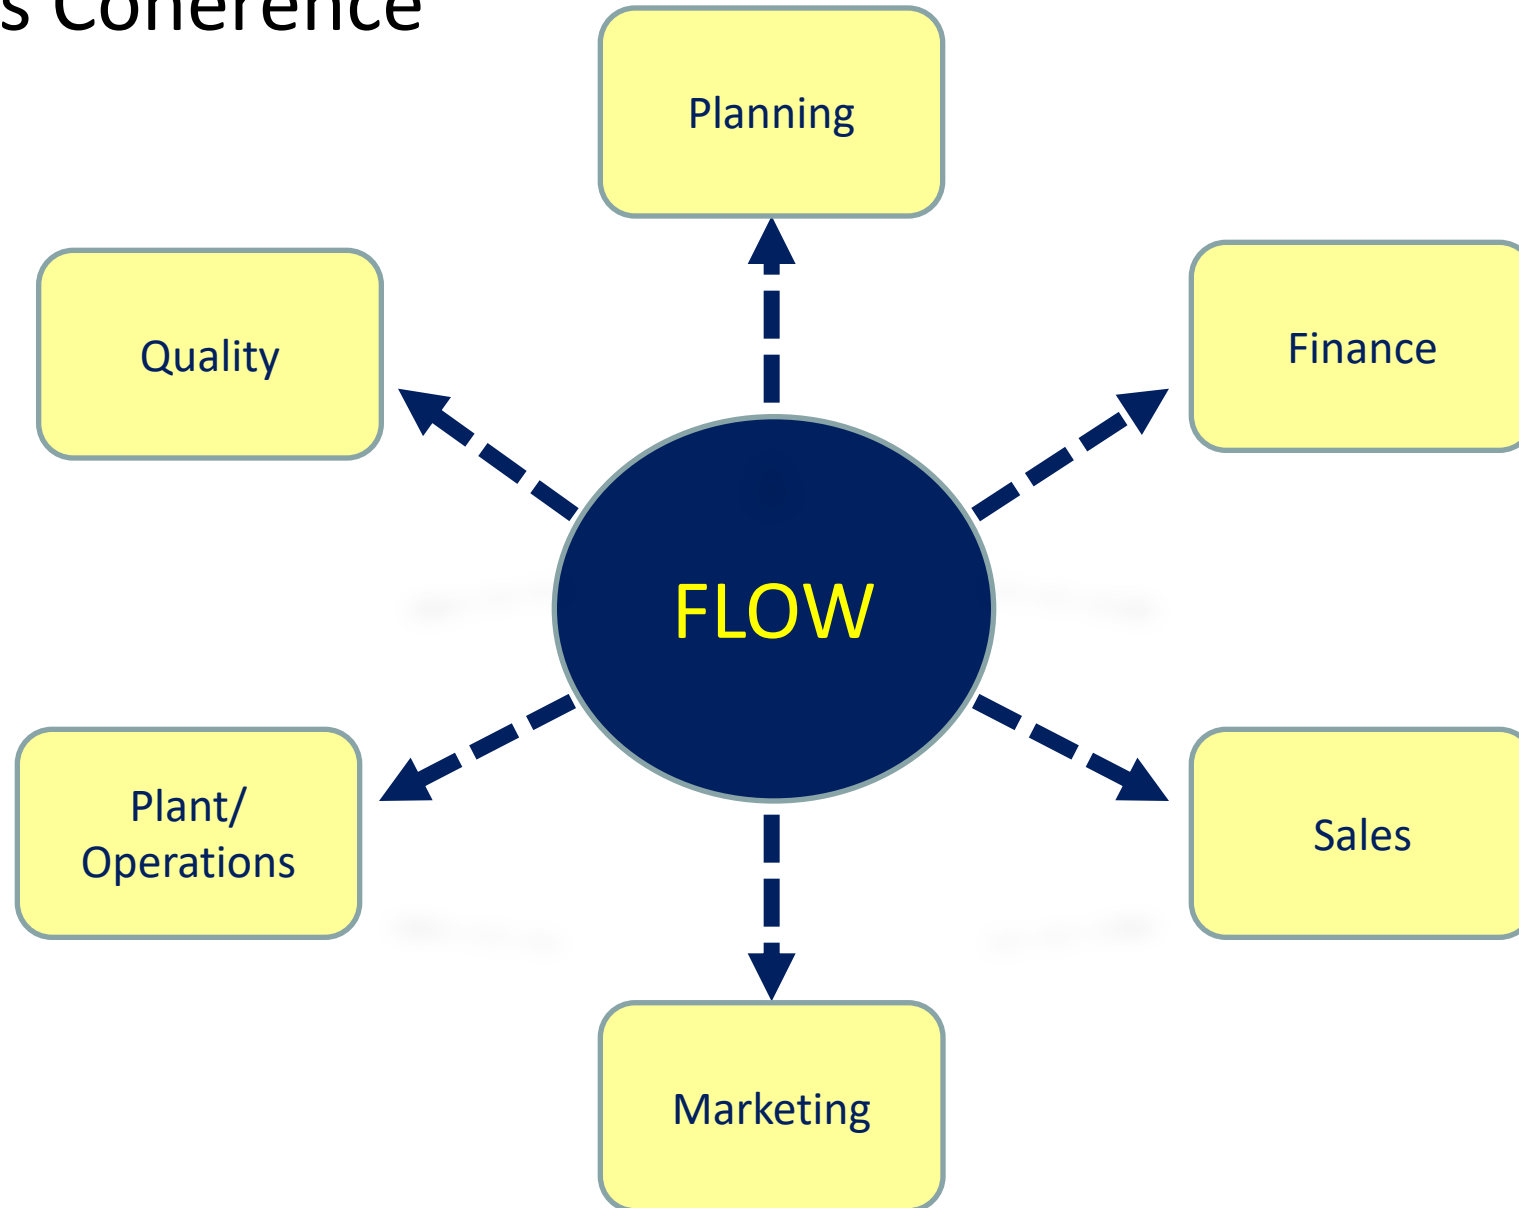 s Coherence
Planning
Quality
Finance
FLOW
Plant/
Operations
Sales
Marketing